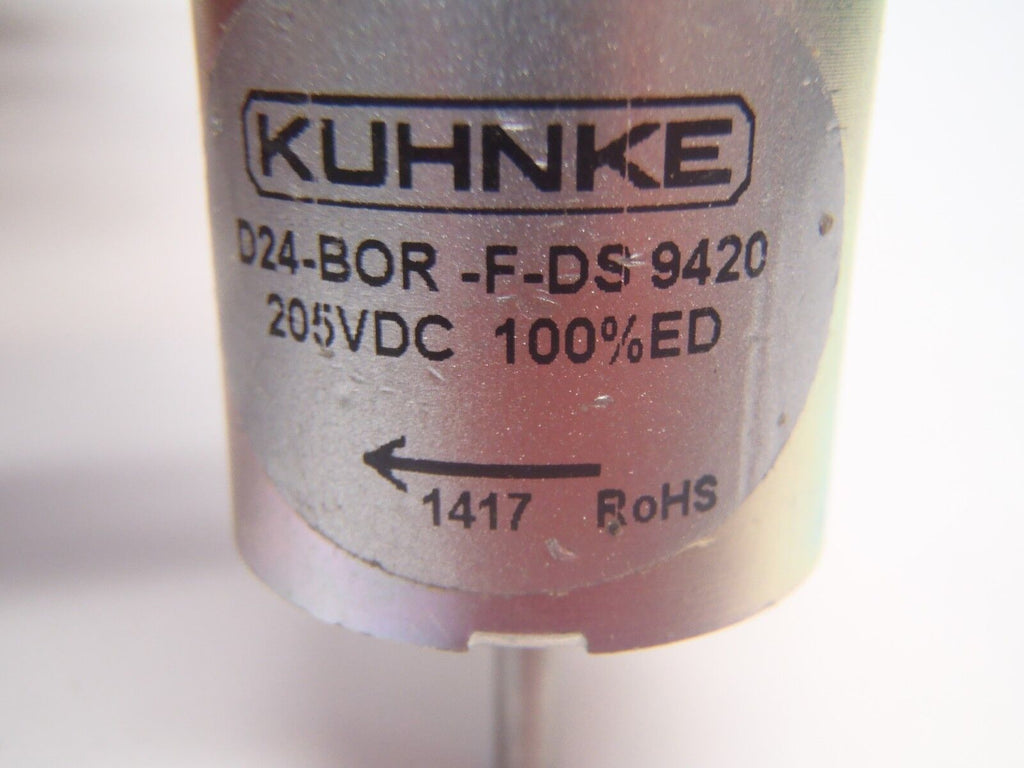 KUHNKE
D24-BOR -F-DS 9420
205VDC 100%ED
1417 RoHS